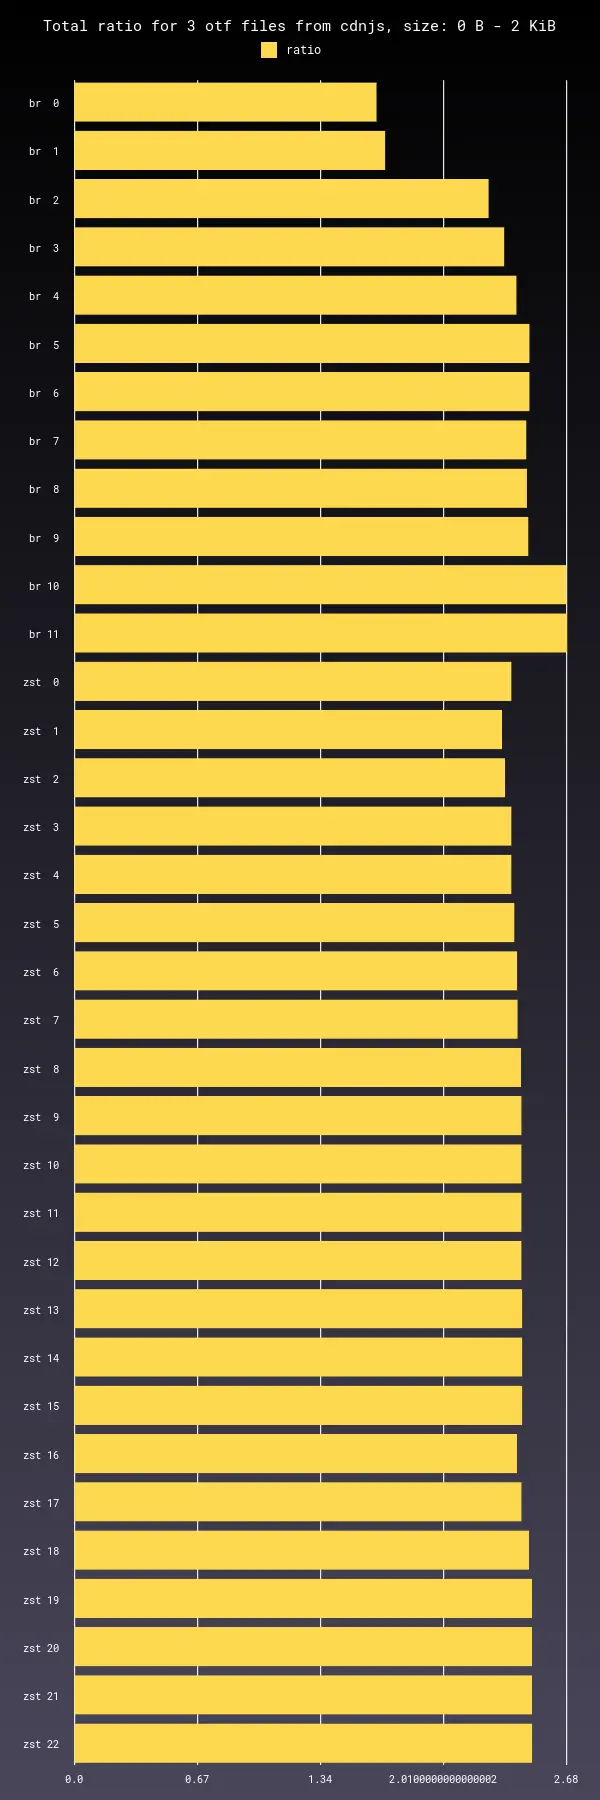 Total ratio for 3 otf files from cdnjs, size: 0 B - 2 KiB
ratio
br  0
br  1
br  2
br  3
br  4
br  5
br  6
br  7
br  8
br  9
br 10
br 11
zst  0
zst  1
zst  2
zst  3
zst  4
zst  5
zst  6
zst  7
zst  8
zst  9
zst 10
zst 11
zst 12
zst 13
zst 14
zst 15
zst 16
zst 17
zst 18
zst 19
zst 20
zst 21
zst 22
0.0 0.67 1.34 2.0100000000000002 2.68